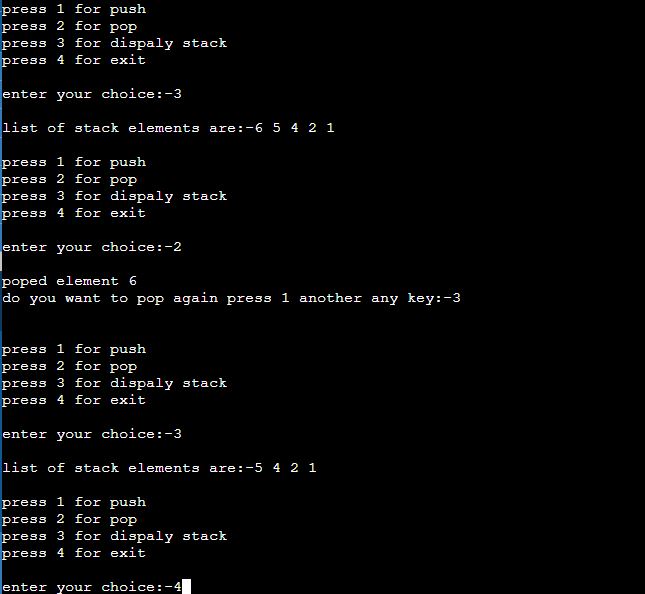 press 1 for push
press 2 for pop
press 3 for dispaly stack
press 4 for exit
enter your choice:-3
list of stack elements are:-6 5 4 2 1
press 1 for push
press 2 for pop
press 3 for dispaly stack
press 4 for exit
enter your choice:-2
poped element 6
do you want to pop again press 1 another any key:-3
press 1 for push
press 2 for pop
press 3 for dispaly stack
press 4 for exit
enter your choice:-3
list of stack elements are:-5 4 2 1
press 1 for push
press 2 for pop
press 3 for dispaly stack
press 4 for exit
enter your choice:-4